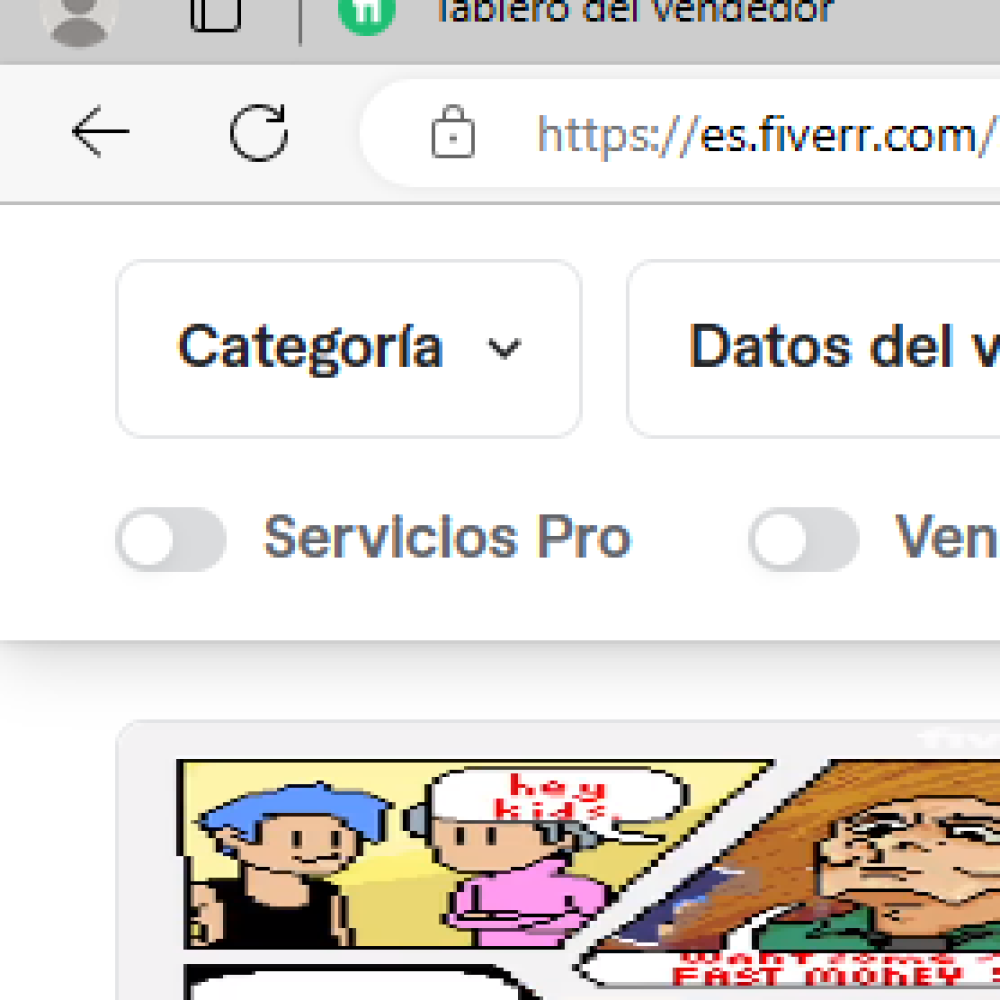 Tablero del vendedor
https://es.fiverr.com/
Categoría
Datos del v
Servicios Pro
Ven
fiv
hey
kids,
Want some
FAST MONEY